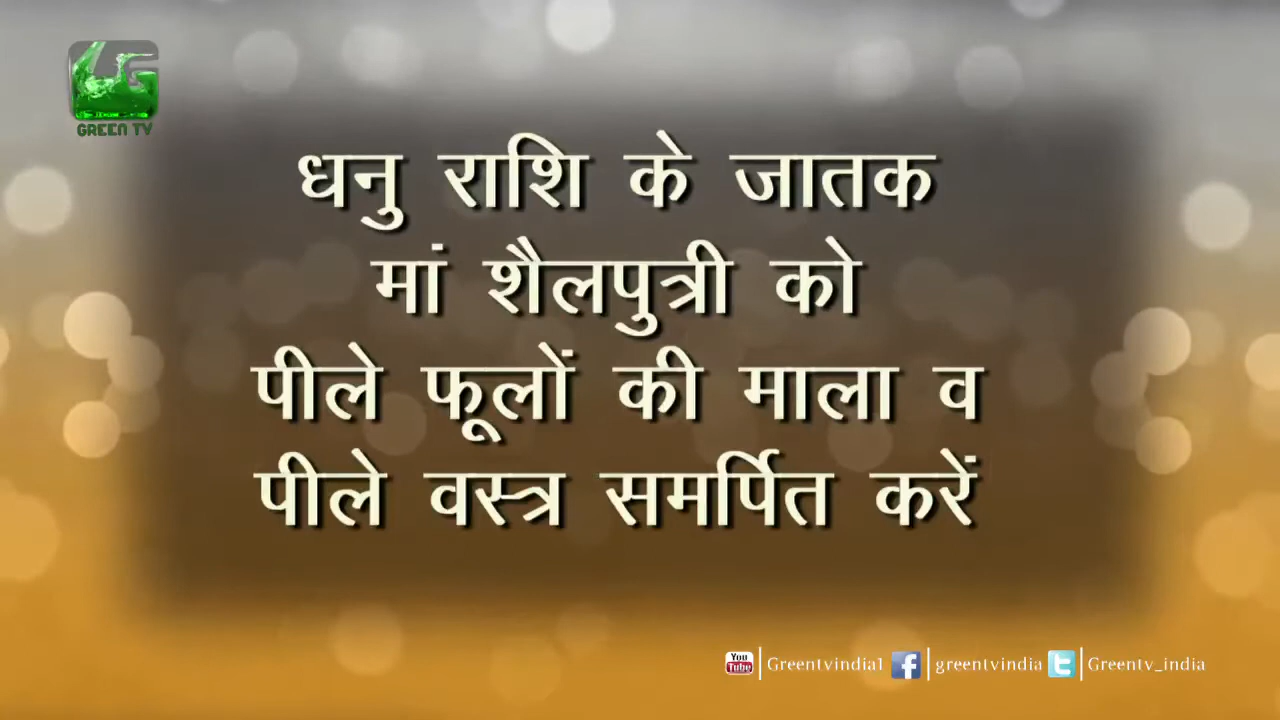 GREEN TV
धनु राशि के जातक
मां शैलपुत्री को
पीले फूलों की माला व
पीले वस्त्र समर्पित करें
You Tube Greentvindia1 f greentvindia t Greentv_india